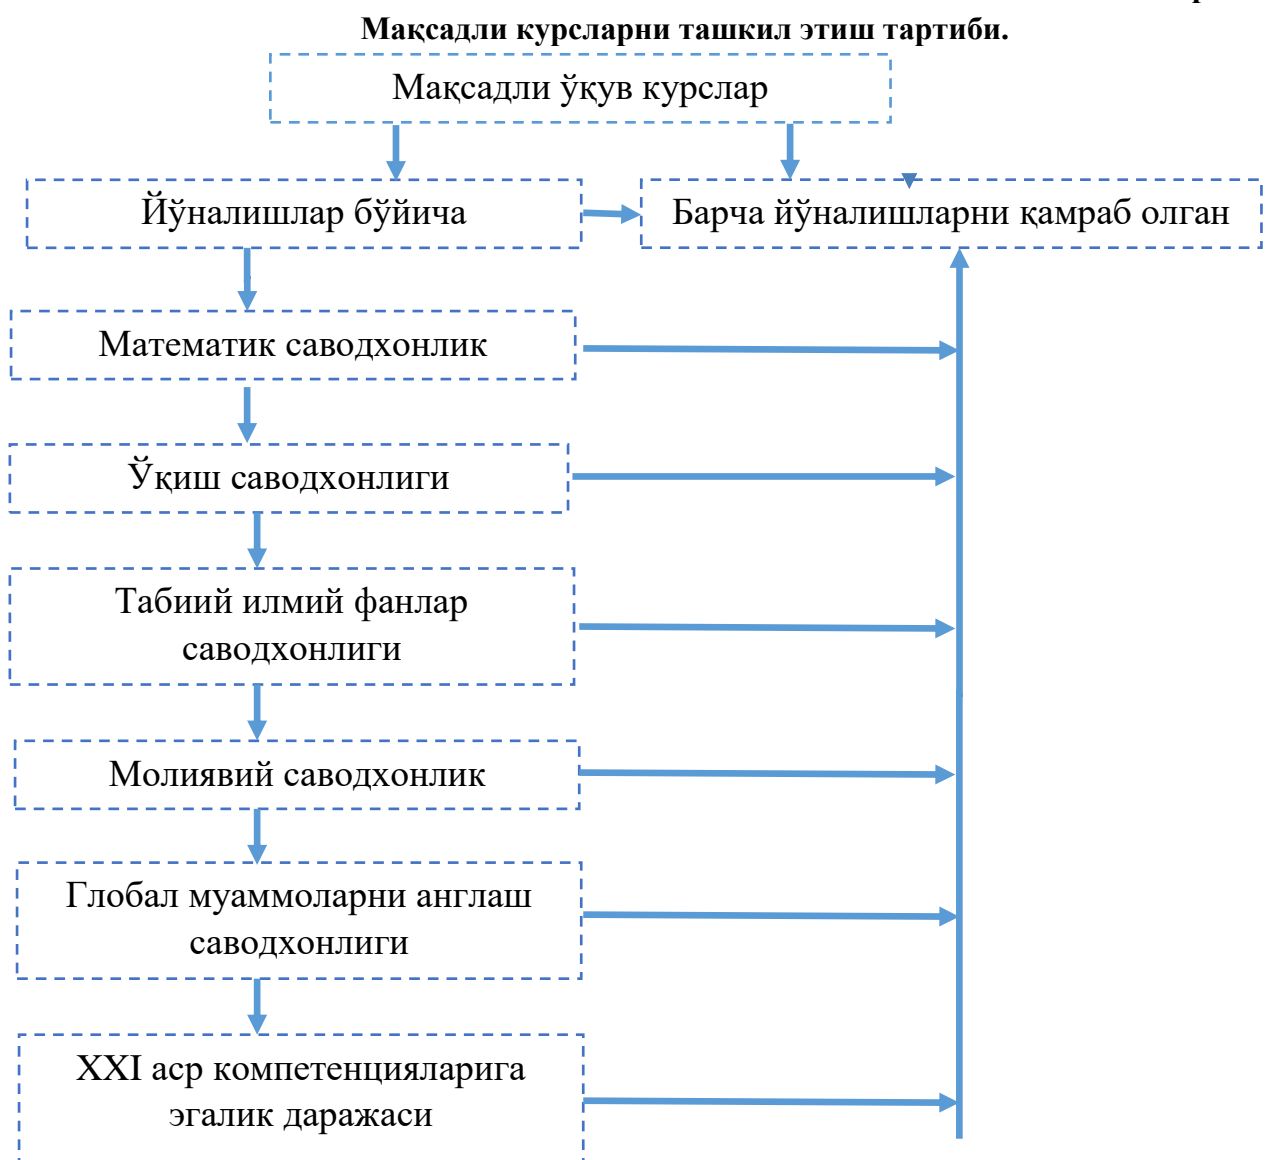 Мақсадли курсларни ташкил этиш тартиби.
Мақсадли ўқув курслар
Йўналишлар бўйича
Барча йўналишларни қамраб олган
Математик саводхонлик
Ўқиш саводхонлиги
Табиий илмий фанлар
саводхонлиги
Молиявий саводхонлик
Глобал муаммоларни англаш
саводхонлиги
XXI аср компетенцияларига
эгалик даражаси